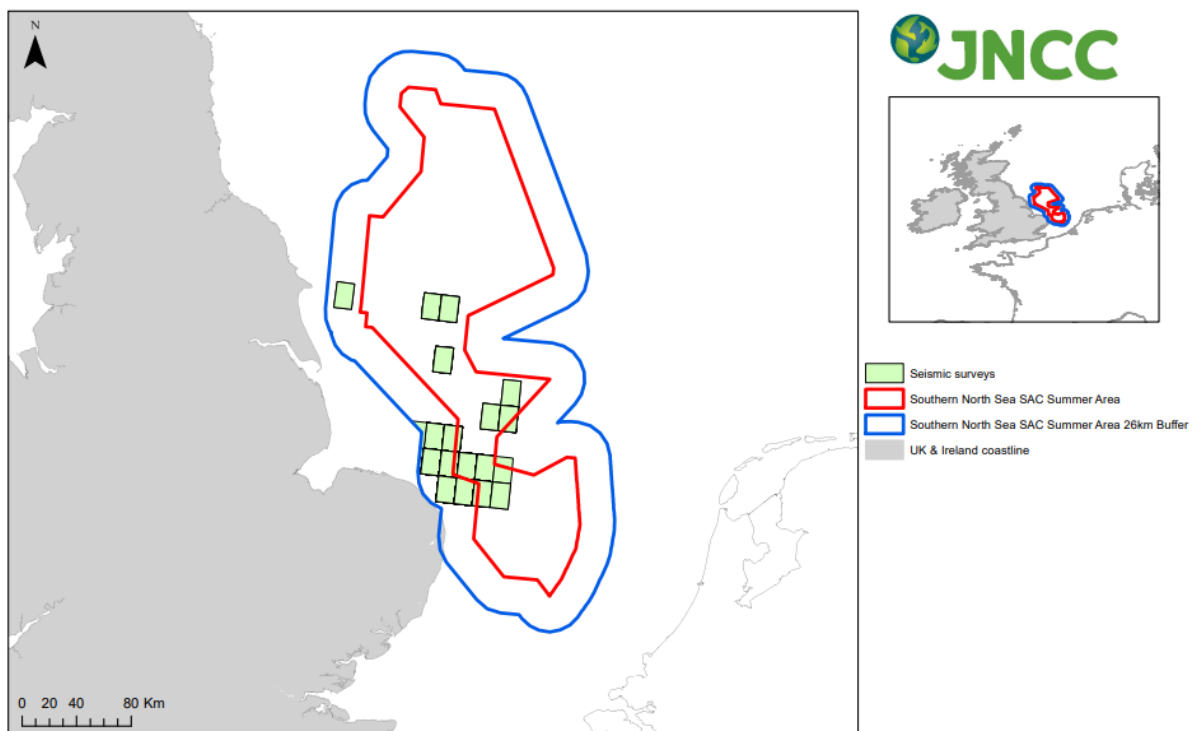 N
JNCC
Seismic surveys
Southern North Sea SAC Summer Area
Southern North Sea SAC Summer Area 26km Buffer
UK & Ireland coastline
0 20 40 80 Km